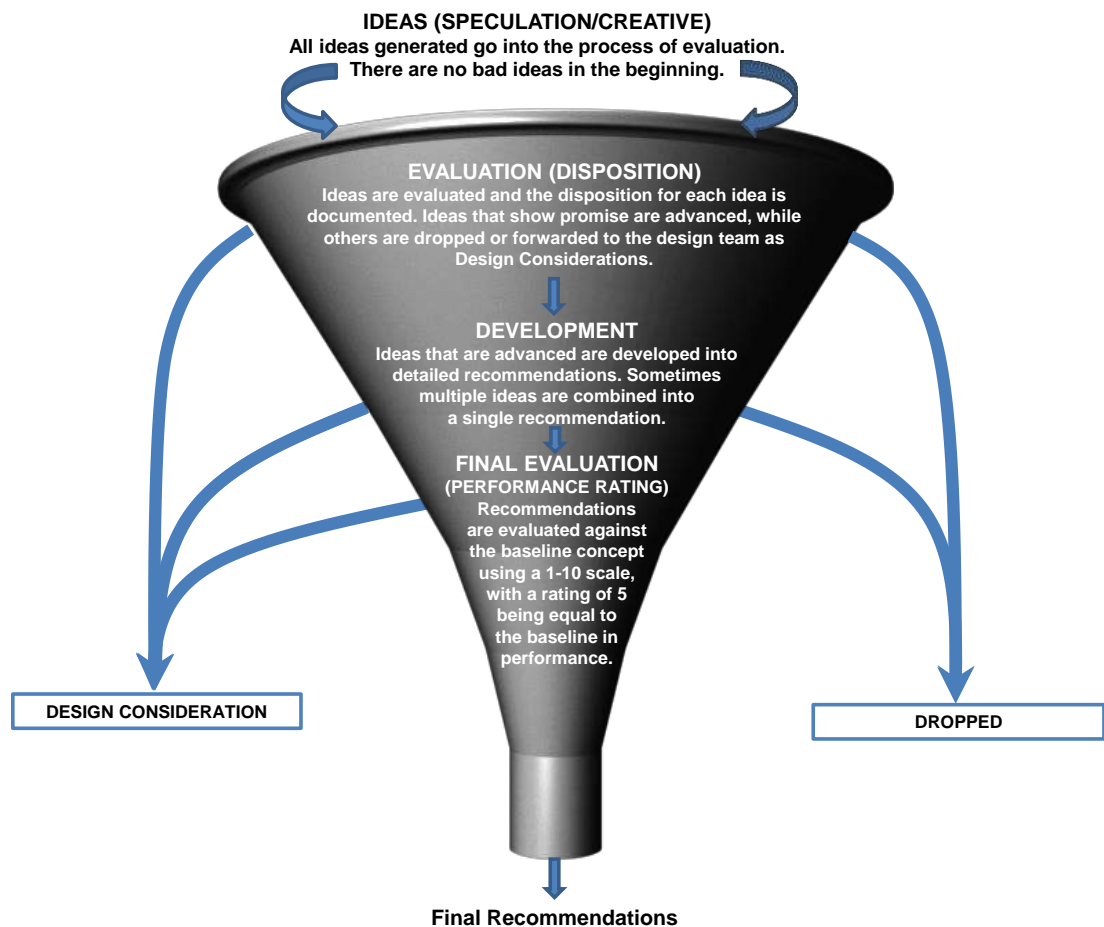 IDEAS (SPECULATION/CREATIVE)
All ideas generated go into the process of evaluation.
There are no bad ideas in the beginning.
EVALUATION (DISPOSITION)
Ideas are evaluated and the disposition for each idea is
documented. Ideas that show promise are advanced, while
others are dropped or forwarded to the design team as
Design Considerations.
DEVELOPMENT
Ideas that are advanced are developed into
detailed recommendations. Sometimes
multiple ideas are combined into
a single recommendation.
FINAL EVALUATION
(PERFORMANCE RATING)
Recommendations
are evaluated against
the baseline concept
using a 1-10 scale,
with a rating of 5
being equal to
the baseline in
performance.
DESIGN CONSIDERATION
DROPPED
Final Recommendations